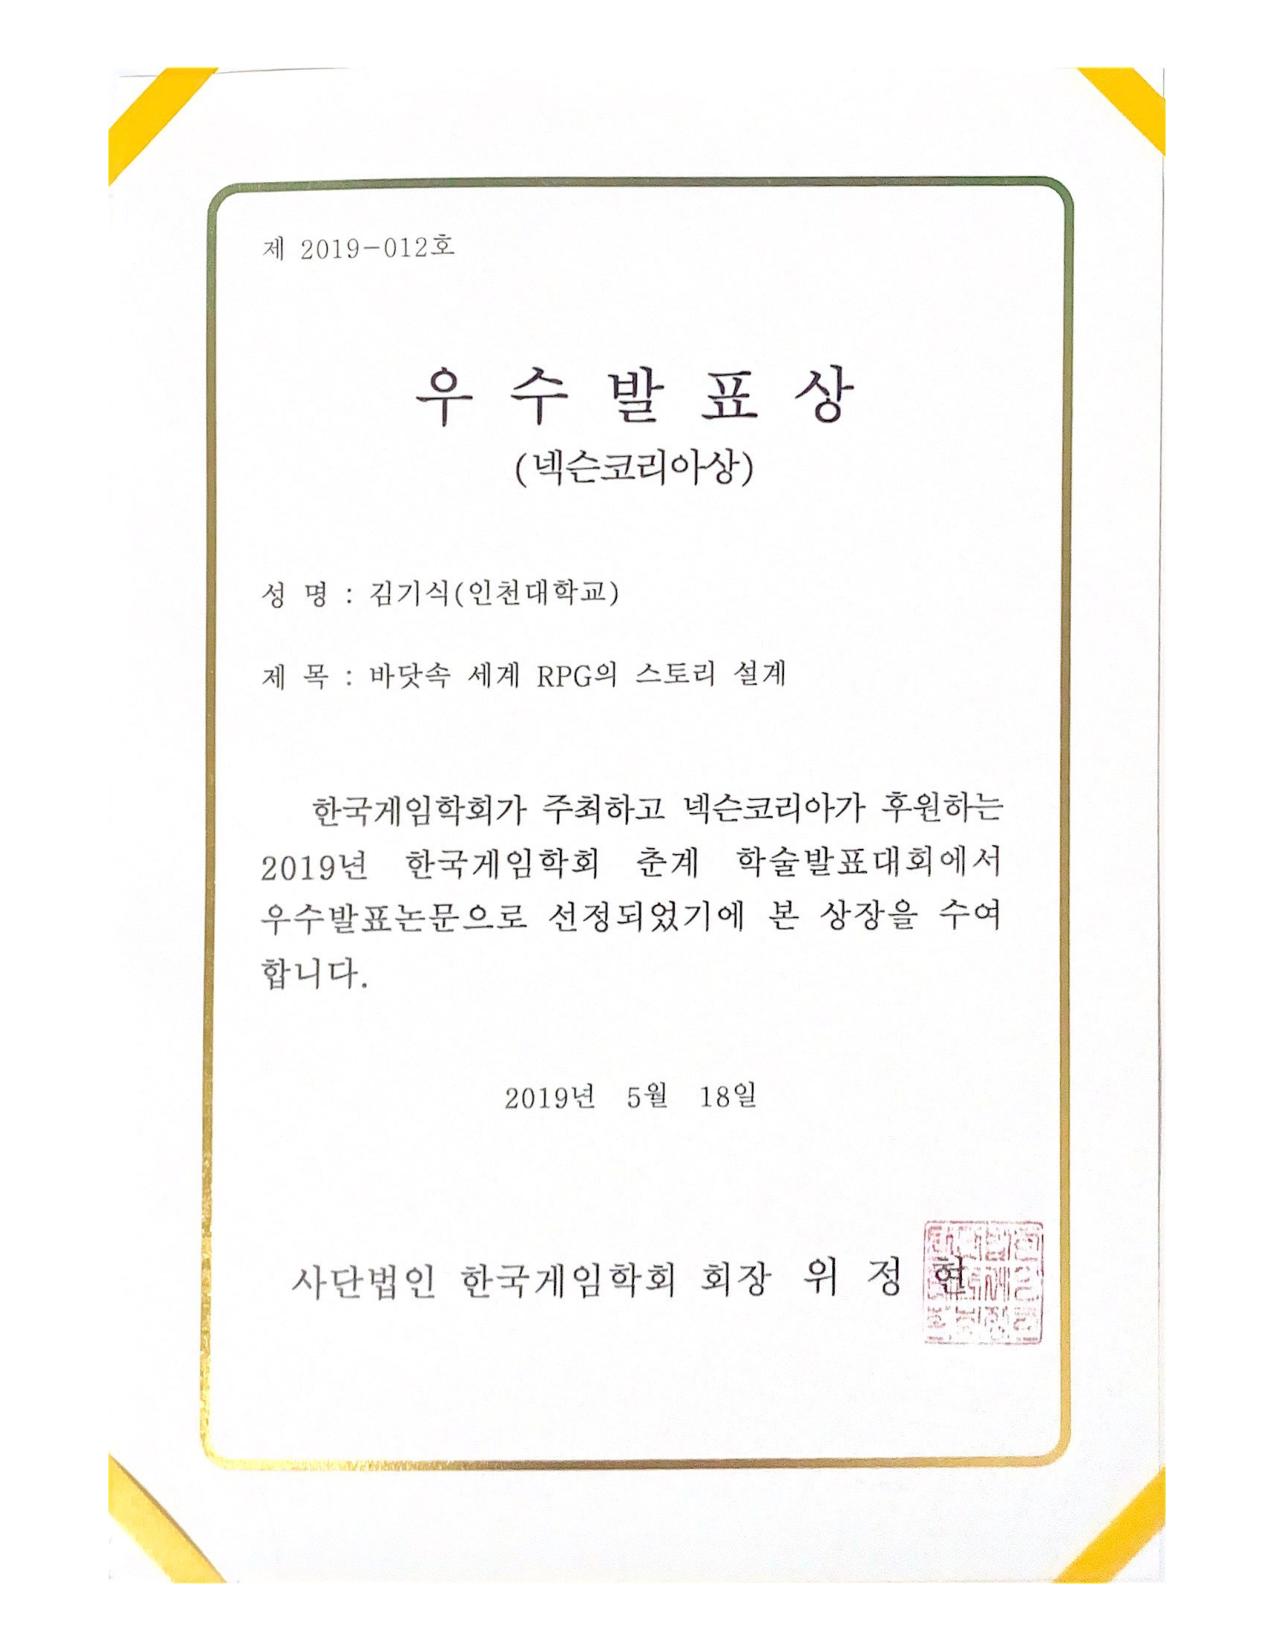 제 2019-012호
우 수 발 표 상
(넥슨코리아상)
성 명 : 김기식(인천대학교)
제 목 : 바닷속 세계 RPG의 스토리 설계
한국게임학회가 주최하고 넥슨코리아가 후원하는
2019년 한국게임학회 춘계 학술발표대회에서
우수발표논문으로 선정되었기에 본 상장을 수여
합니다.
2019년 5월 18일
사단법인 한국게임학회 회장 위 정 현